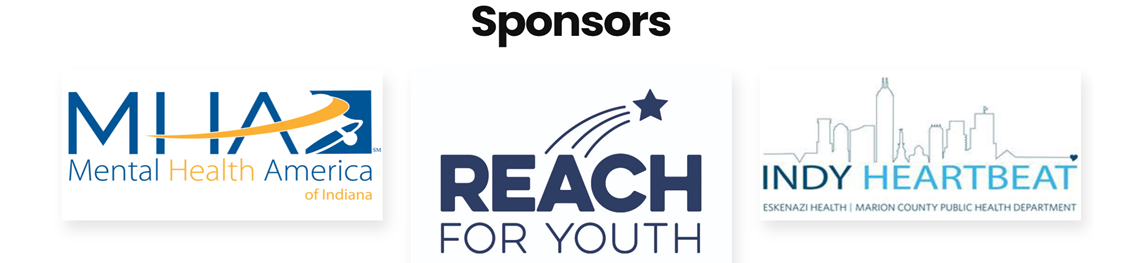 Sponsors
MHA
SM
Mental Health America
of Indiana
REACH
FOR YOUTH
INDY HEARTBEAT
ESKENAZI HEALTH | MARION COUNTY PUBLIC HEALTH DEPARTMENT